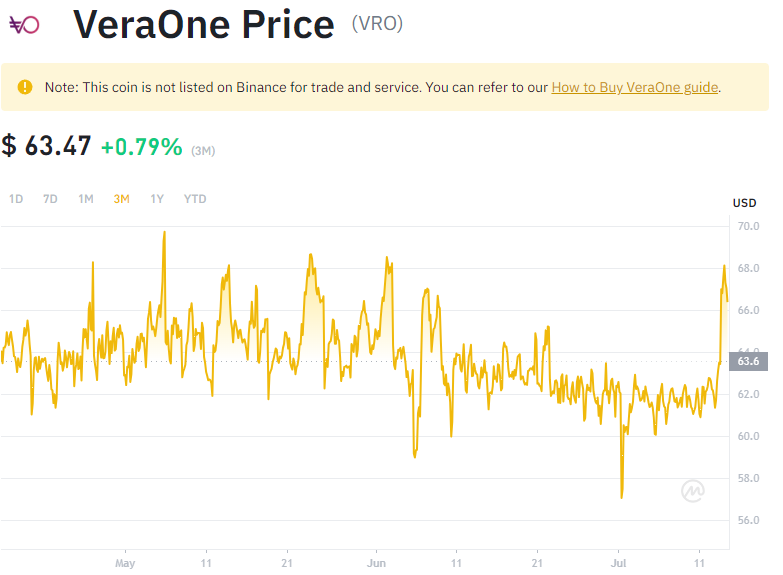 VeraOne Price (VRO)
Note: This coin is not listed on Binance for trade and service. You can refer to our How to Buy VeraOne guide.
$ 63.47 +0.79% (3M)
1D 7D 1M 3M 1Y YTD
USD
70.0
68.0
66.0
64.0
63.6
62.0
60.0
58.0
56.0
May 11 21 Jun 11 21 Jul 11